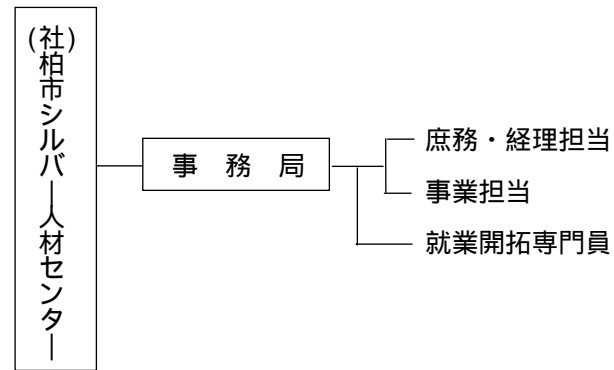 (社)柏市シルバー人材センター
事務局
庶務・経理担当
事業担当
就業開拓専門員